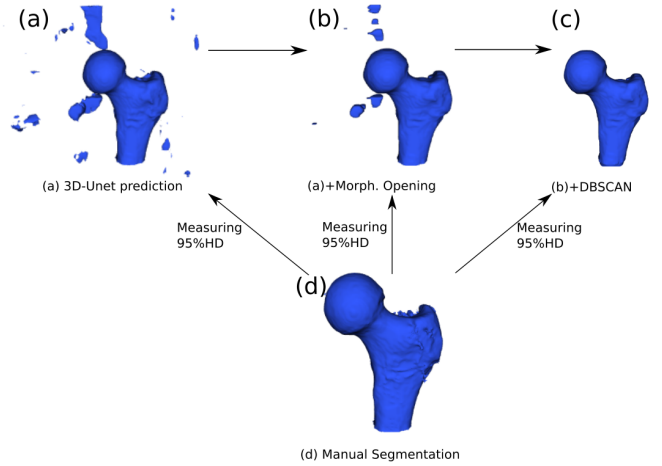 (a)
(b)
(c)
(a) 3D-Unet prediction
(a)+Morph. Opening
(b)+DBSCAN
Measuring
95%HD
Measuring
95%HD
Measuring
95%HD
(d)
(d) Manual Segmentation